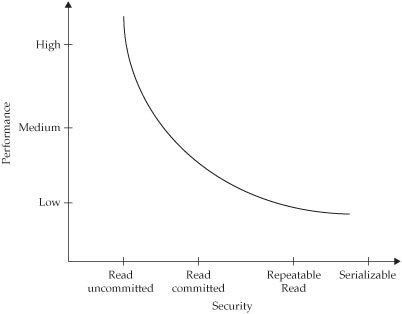 High
Medium
Low
Performance
Read
uncommitted
Read
committed
Repeatable
Read
Serializable
Security